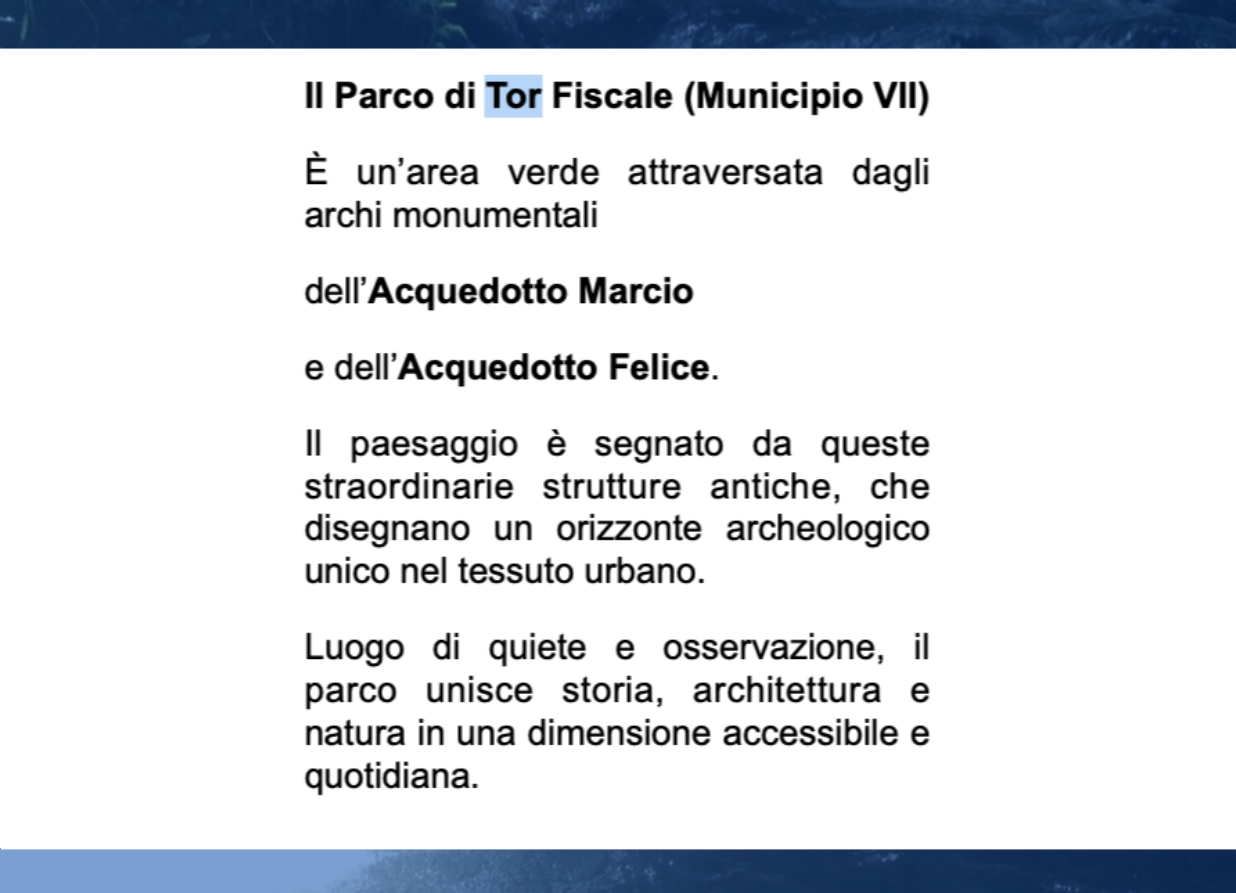 Il Parco di Tor Fiscale (Municipio VII)
È un’area verde attraversata dagli
archi monumentali
dell’Acquedotto Marcio
e dell’Acquedotto Felice.
Il paesaggio è segnato da queste
straordinarie strutture antiche, che
disegnano un orizzonte archeologico
unico nel tessuto urbano.
Luogo di quiete e osservazione, il
parco unisce storia, architettura e
natura in una dimensione accessibile e
quotidiana.